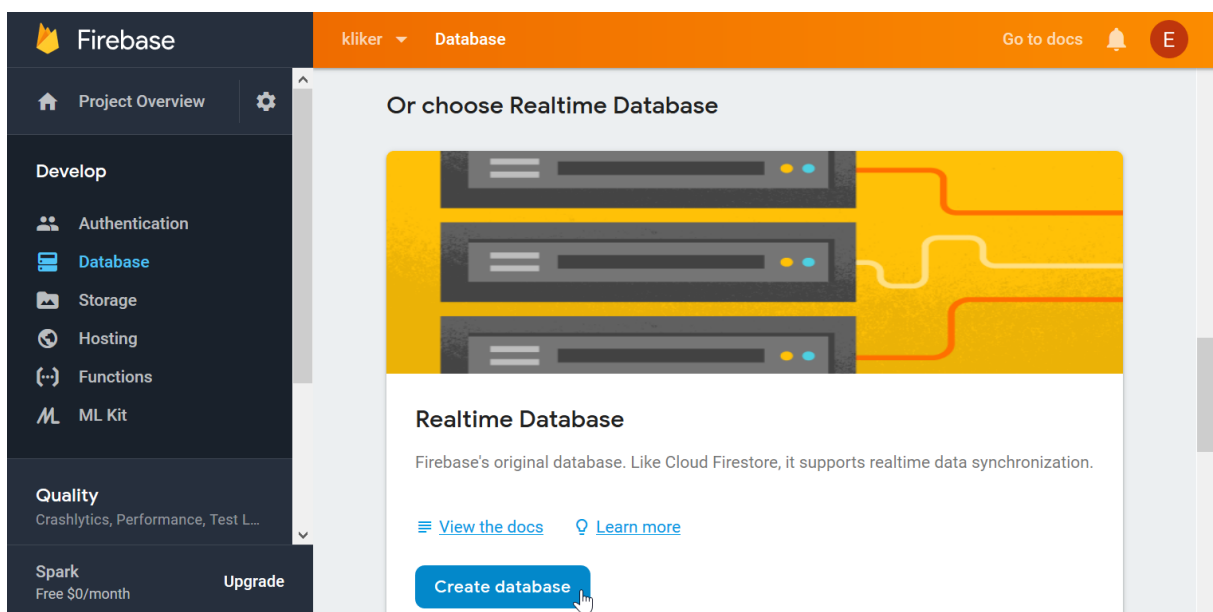 Firebase
kliker
Database
Go to docs
E
Project Overview
Develop
Authentication
Database
Storage
Hosting
Functions
ML Kit
Quality
Crashlytics, Performance, Test L...
Spark
Free $0/month
Upgrade
Or choose Realtime Database
Realtime Database
Firebase's original database. Like Cloud Firestore, it supports realtime data synchronization.
View the docs
Learn more
Create database